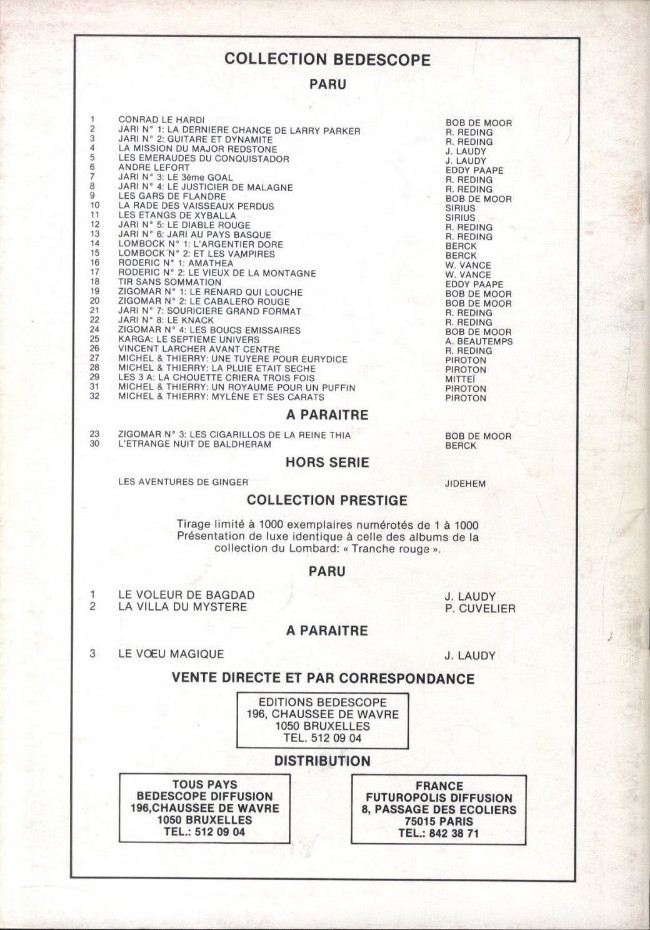 COLLECTION BEDESCOPE
PARU
1 CONRAD LE HARDI BOB DE MOOR
2 JARI N° 1: LA DERNIERE CHANCE DE LARRY PARKER R. REDING
3 JARI N° 2: GUITARE ET DYNAMITE R. REDING
4 LA MISSION DU MAJOR REDSTONE J. LAUDY
5 LES EMERAUDES DU CONQUISTADOR J. LAUDY
6 ANDRE LEFORT EDDY PAAPE
7 JARI N° 3: LE 3ème GOAL R. REDING
8 JARI N° 4: LE JUSTICIER DE MALAGNE R. REDING
9 LES GARS DE FLANDRE BOB DE MOOR
10 LA RADE DES VAISSEAUX PERDUS SIRIUS
11 LES ETANGS DE XYBALLA SIRIUS
12 JARI N° 5: LE DIABLE ROUGE R. REDING
13 JARI N° 6: JARI AU PAYS BASQUE R. REDING
14 LOMBOCK N° 1: L'ARGENTIER DORE BERCK
15 LOMBOCK N° 2: ET LES VAMPIRES BERCK
16 RODERIC N° 1: AMATHEA W. VANCE
17 RODERIC N° 2: LE VIEUX DE LA MONTAGNE W. VANCE
18 TIR SANS SOMMATION EDDY PAAPE
19 ZIGOMAR N° 1: LE RENARD QUI LOUCHE BOB DE MOOR
20 ZIGOMAR N° 2: LE CABALERO ROUGE BOB DE MOOR
21 JARI N° 7: SOURICIERE GRAND FORMAT R. REDING
22 JARI N° 8: LE KNACK R. REDING
24 ZIGOMAR N° 4: LES BOUCS EMISSAIRES BOB DE MOOR
25 KARGA: LE SEPTIEME UNIVERS A. BEAUTEMPS
26 VINCENT LARCHER AVANT CENTRE R. REDING
27 MICHEL & THIERRY: UNE TUYERE POUR EURYDICE PIROTON
28 MICHEL & THIERRY: LA PLUIE ETAIT SECHE PIROTON
29 LES 3 A: LA CHOUETTE CRIERA TROIS FOIS MITTEÏ
31 MICHEL & THIERRY: UN ROYAUME POUR UN PUFFIN PIROTON
32 MICHEL & THIERRY: MYLÈNE ET SES CARATS PIROTON
A PARAITRE
23 ZIGOMAR N° 3: LES CIGARILLOS DE LA REINE THIA BOB DE MOOR
30 L'ETRANGE NUIT DE BALDHERAM BERCK
HORS SERIE
LES AVENTURES DE GINGER JIDEHEM
COLLECTION PRESTIGE
Tirage limité à 1000 exemplaires numérotés de 1 à 1000
Présentation de luxe identique à celle des albums de la
collection du Lombard: « Tranche rouge ».
PARU
1 LE VOLEUR DE BAGDAD J. LAUDY
2 LA VILLA DU MYSTERE P. CUVELIER
A PARAITRE
3 LE VŒU MAGIQUE J. LAUDY
VENTE DIRECTE ET PAR CORRESPONDANCE
EDITIONS BEDESCOPE
196, CHAUSSEE DE WAVRE
1050 BRUXELLES
TEL. 512 09 04
DISTRIBUTION
TOUS PAYS
BEDESCOPE DIFFUSION
196,CHAUSSEE DE WAVRE
1050 BRUXELLES
TEL.: 512 09 04
FRANCE
FUTUROPOLIS DIFFUSION
8, PASSAGE DES ECOLIERS
75015 PARIS
TEL.: 842 38 71